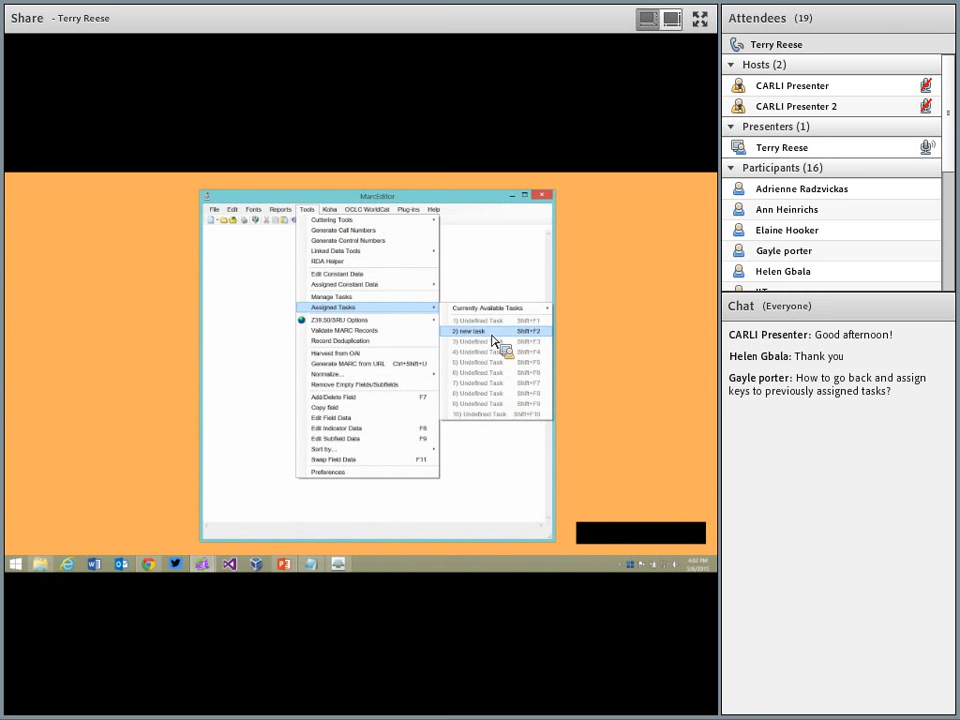 Share - Terry Reese
MarcEditor
File Edit Fonts Reports Tools Koha OCLC WorldCat Plug-ins Help
Cuttering Tools
Generate Call Numbers
Generate Control Numbers
Linked Data Tools
RDA Helper
Edit Constant Data
Assigned Constant Data
Manage Tasks
Assigned Tasks
Z39.50/SRU Options
Validate MARC Records
Record Deduplication
Harvest from OAI
Generate MARC from URL Ctrl+Shift+U
Normalize...
Remove Empty Fields/Subfields
Add/Delete Field F7
Copy field
Edit Field Data
Edit Indicator Data F8
Edit Subfield Data F9
Sort by...
Swap Field Data F11
Preferences
Currently Available Tasks
1) Undefined Task Shift+F1
2) new task Shift+F2
3) Undefined Shift+F3
4) Undefined Task Shift+F4
5) Undefined Task Shift+F5
6) Undefined Task Shift+F6
7) Undefined Task Shift+F7
8) Undefined Task Shift+F8
9) Undefined Task Shift+F9
10) Undefined Task Shift+F10
4:02 PM
5/6/2015
Attendees (19)
Terry Reese
Hosts (2)
CARLI Presenter
CARLI Presenter 2
Presenters (1)
Terry Reese
Participants (16)
Adrienne Radzvickas
Ann Heinrichs
Elaine Hooker
Gayle porter
Helen Gbala
Chat (Everyone)
CARLI Presenter: Good afternoon!
Helen Gbala: Thank you
Gayle porter: How to go back and assign
keys to previously assigned tasks?